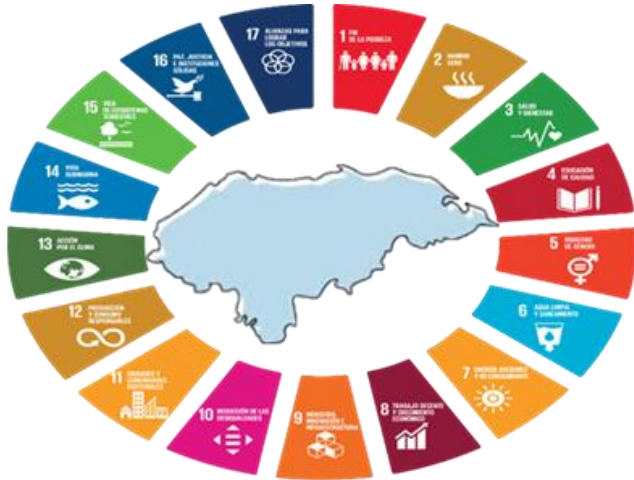 1 FIN
DE LA POBREZA
2 HAMBRE
CERO
3 SALUD
Y BIENESTAR
4 EDUCACIÓN
DE CALIDAD
5 IGUALDAD
DE GÉNERO
6 AGUA LIMPIA
Y SANEAMIENTO
7 ENERGÍA ASEQUIBLE
Y NO CONTAMINANTE
8 TRABAJO DECENTE
Y CRECIMIENTO
ECONÓMICO
9 INDUSTRIA,
INNOVACIÓN E
INFRAESTRUCTURA
10 REDUCCIÓN DE LAS
DESIGUALDADES
11 CIUDADES Y
COMUNIDADES
SOSTENIBLES
12 PRODUCCIÓN
Y CONSUMO
RESPONSABLES
13 ACCIÓN
POR EL CLIMA
14 VIDA
SUBMARINA
15 VIDA
DE ECOSISTEMAS
TERRESTRES
16 PAZ, JUSTICIA
E INSTITUCIONES
SÓLIDAS
17 ALIANZAS PARA
LOGRAR
LOS OBJETIVOS